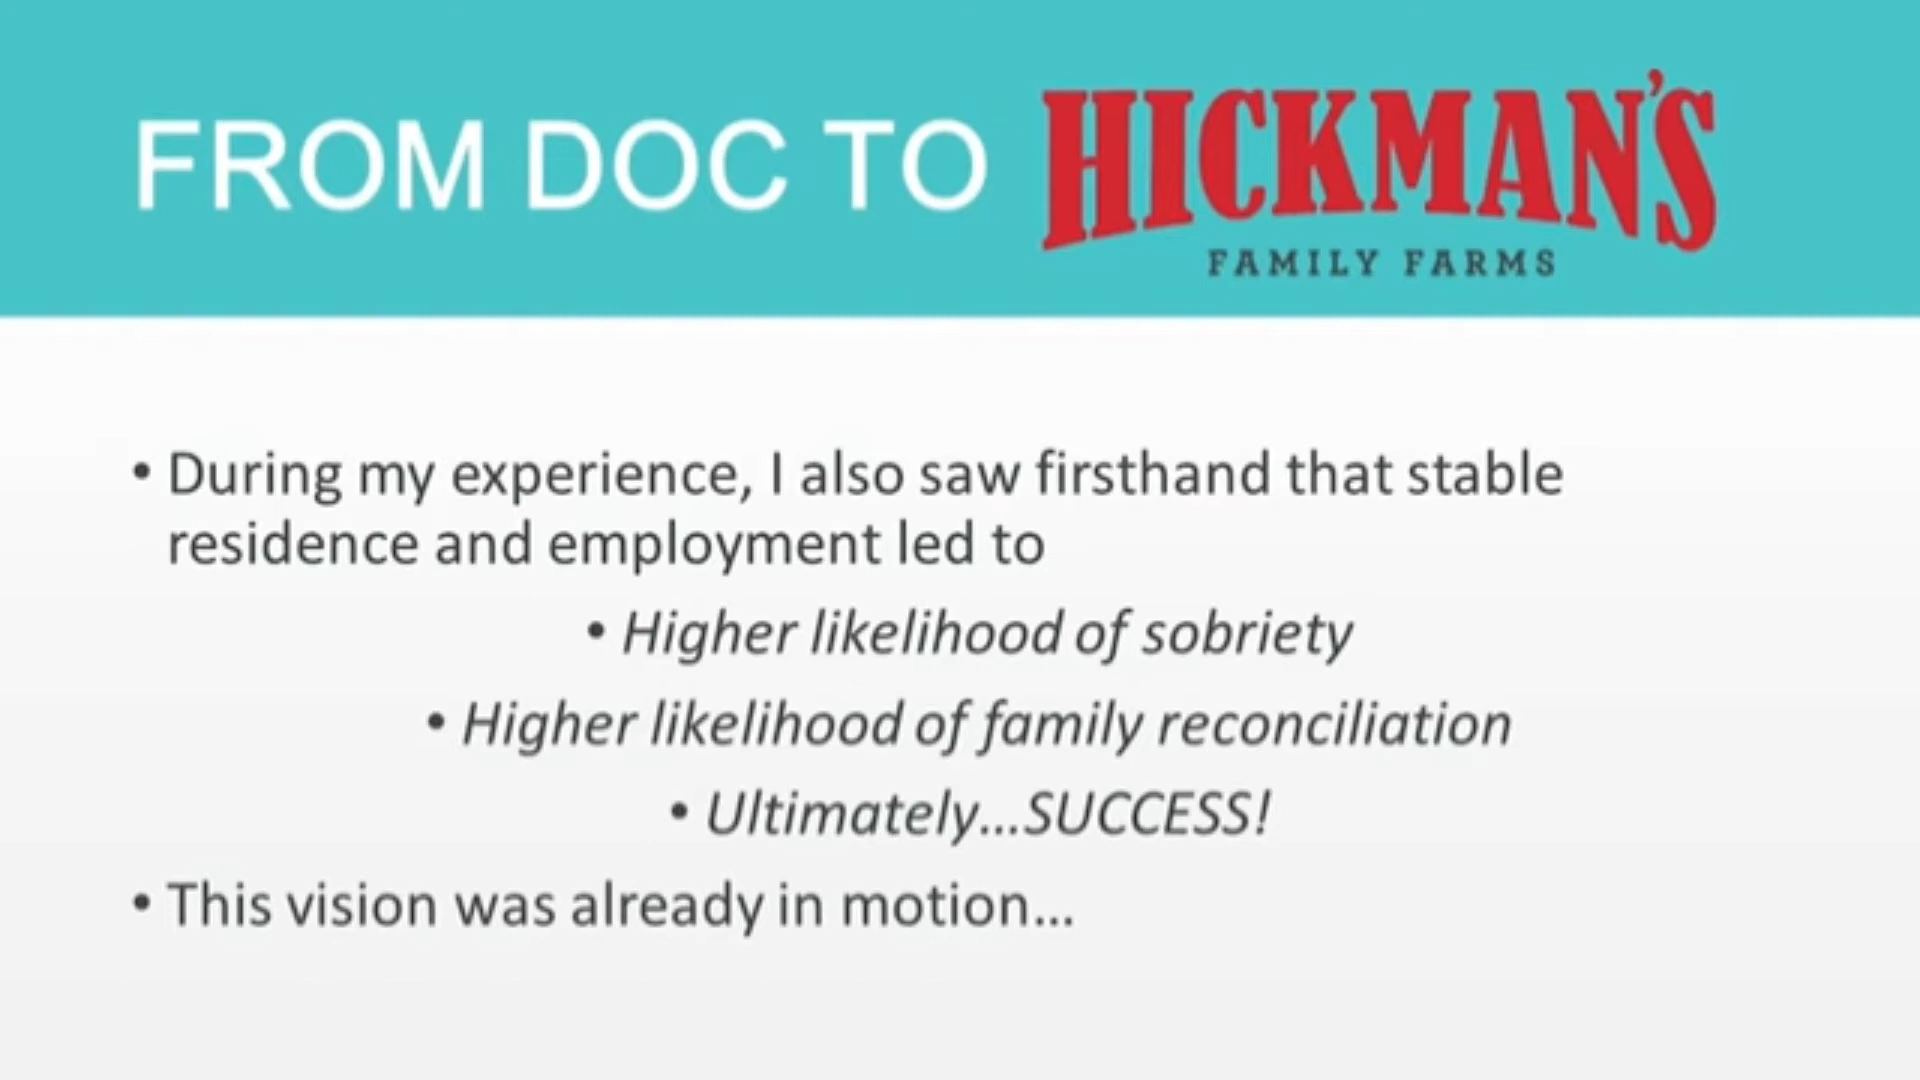 FROM DOC TO HICKMAN'S
FAMILY FARMS
• During my experience, I also saw firsthand that stable
residence and employment led to
• Higher likelihood of sobriety
• Higher likelihood of family reconciliation
• Ultimately...SUCCESS!
• This vision was already in motion...